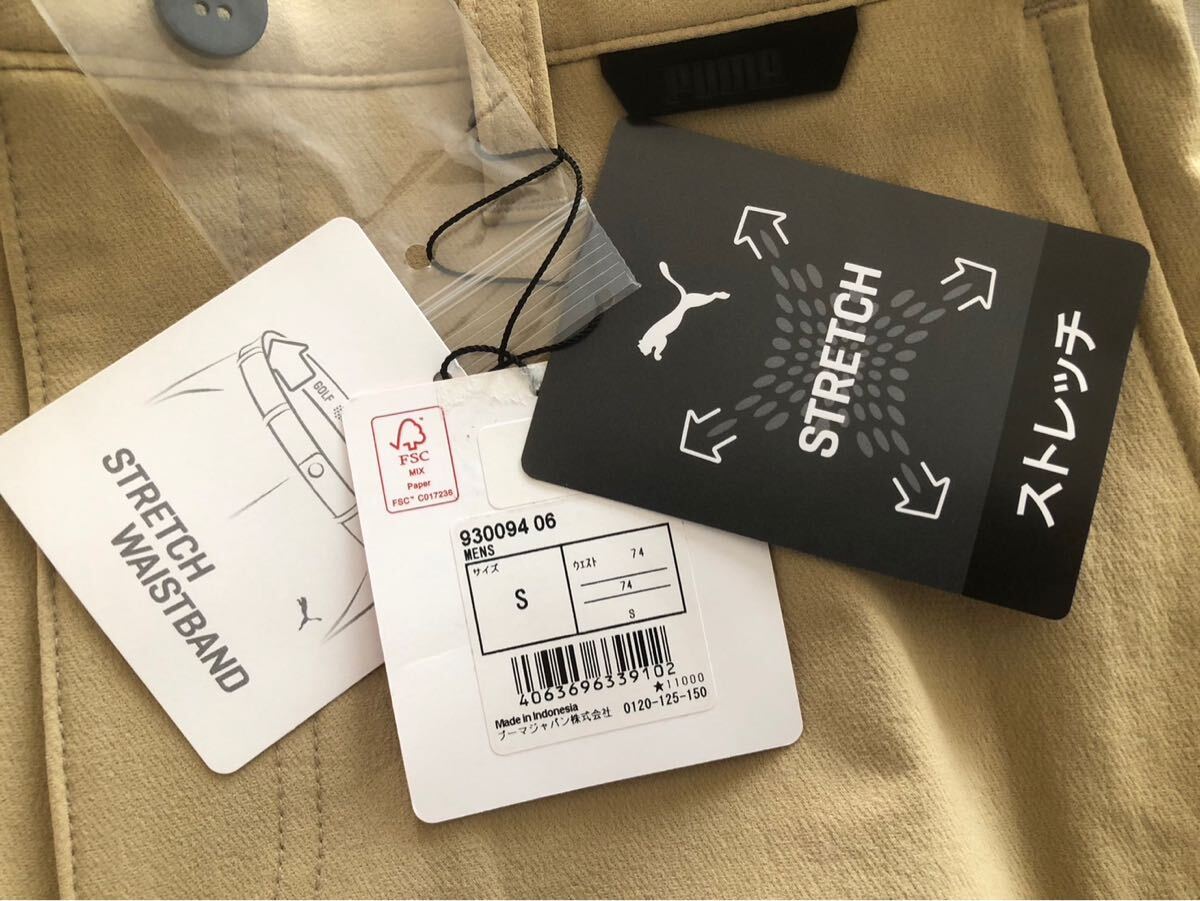 PUMA
GOLF
STRETCH
WAISTBAND
FSC
MIX
Paper
FSC™ C017236
930094 06
MENS
サイズ
S
ウエスト 74
74
S
4063696339102
★11000
Made in Indonesia
プーマジャパン株式会社 0120-125-150
STRETCH
ストレッチ